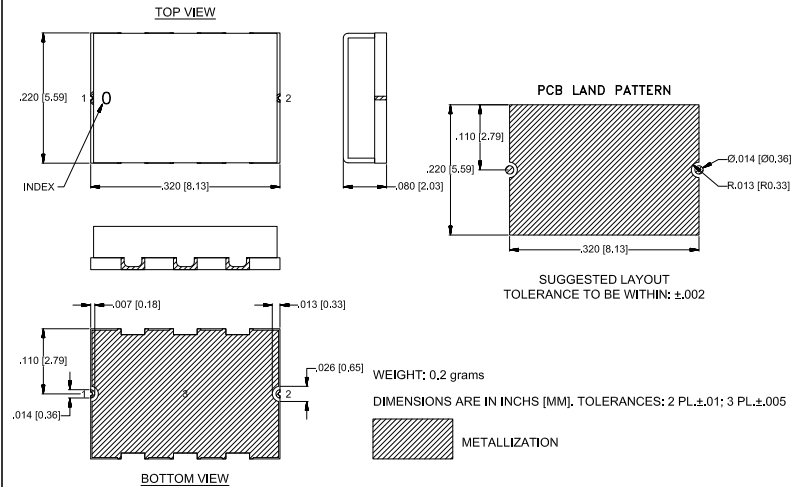 TOP VIEW
.220 [5.59]
1
0
2
INDEX
.320 [8.13]
.080 [2.03]
PCB LAND PATTERN
.110 [2.79]
.220 [5.59]
Ø.014 [Ø0.36]
R.013 [R0.33]
.320 [8.13]
SUGGESTED LAYOUT
TOLERANCE TO BE WITHIN: ±.002
.007 [0.18]
.013 [0.33]
.110 [2.79]
1
3
2
.026 [0.65]
.014 [0.36]
BOTTOM VIEW
WEIGHT: 0.2 grams
DIMENSIONS ARE IN INCHS [MM]. TOLERANCES: 2 PL.±.01; 3 PL.±.005
METALLIZATION